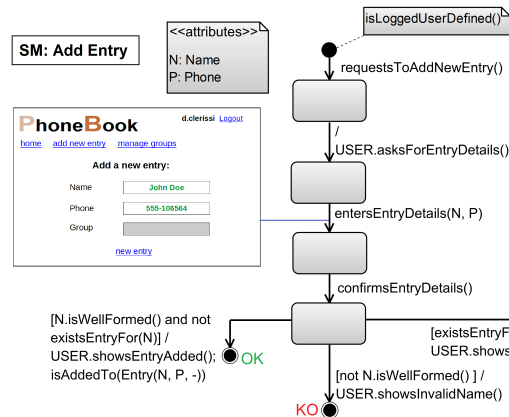 isLoggedUserDefined()
SM: Add Entry
<<attributes>>
N: Name
P: Phone
requestsToAddNewEntry()
PhoneBook
d.clerissi Logout
home add new entry manage groups
/
USER.asksForEntryDetails()
Add a new entry:
Name John Doe
Phone 555-106564
Group
new entry
entersEntryDetails(N, P)
confirmsEntryDetails()
[N.isWellFormed() and not
existsEntryFor(N)] /
USER.showsEntryAdded();
isAddedTo(Entry(N, P, -))
OK
[existsEntryF
USER.shows
[not N.isWellFormed() ] /
USER.showsInvalidName()
KO